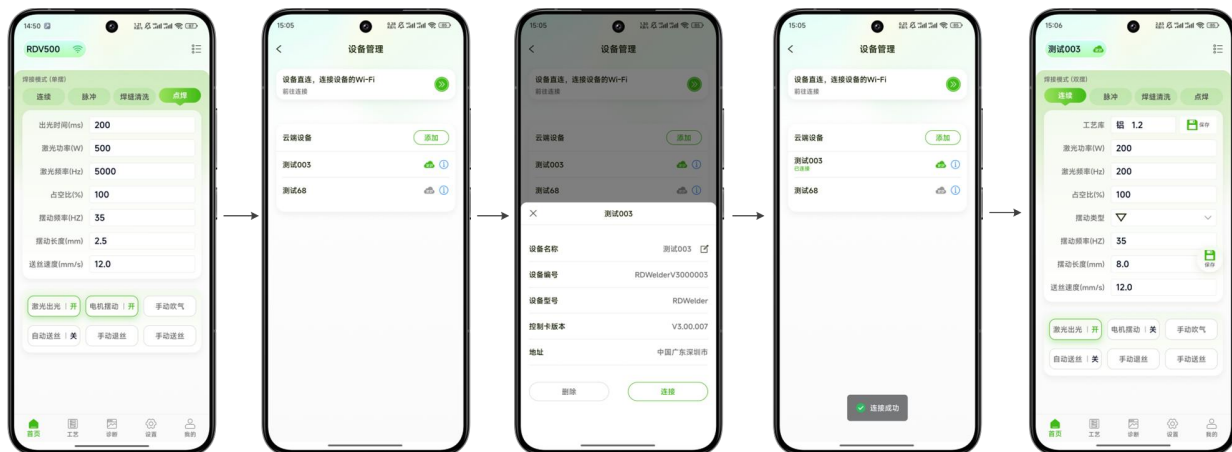 14:50
RDV500
焊接模式 (单摆)
连续 脉冲 焊缝清洗 点焊
出光时间(ms) 200
激光功率(W) 500
激光频率(Hz) 5000
占空比(%) 100
摆动频率(HZ) 35
摆动长度(mm) 2.5
送丝速度(mm/s) 12.0
激光出光 | 开 电机摆动 | 开 手动吹气
自动送丝 | 关 手动退丝 手动送丝
首页 工艺 诊断 设置 我的
15:05
设备管理
设备直连，连接设备的Wi-Fi
前往连接
云端设备 添加
测试003
测试68
15:05
设备管理
设备直连，连接设备的Wi-Fi
前往连接
云端设备 添加
测试003
测试68
测试003
设备名称 测试003
设备编号 RDWelderV3000003
设备型号 RDWelder
控制卡版本 V3.00.007
地址 中国广东深圳市
删除 连接
15:05
设备管理
设备直连，连接设备的Wi-Fi
前往连接
云端设备 添加
测试003
已连接
测试68
连接成功
15:06
测试003
焊接模式 (双摆)
连续 脉冲 焊缝清洗 点焊
工艺库 铝 1.2 保存
激光功率(W) 200
激光频率(Hz) 200
占空比(%) 100
摆动类型
摆动频率(HZ) 35
摆动长度(mm) 8.0
保存
送丝速度(mm/s) 12.0
激光出光 | 开 电机摆动 | 关 手动吹气
自动送丝 | 关 手动退丝 手动送丝
首页 工艺 诊断 设置 我的